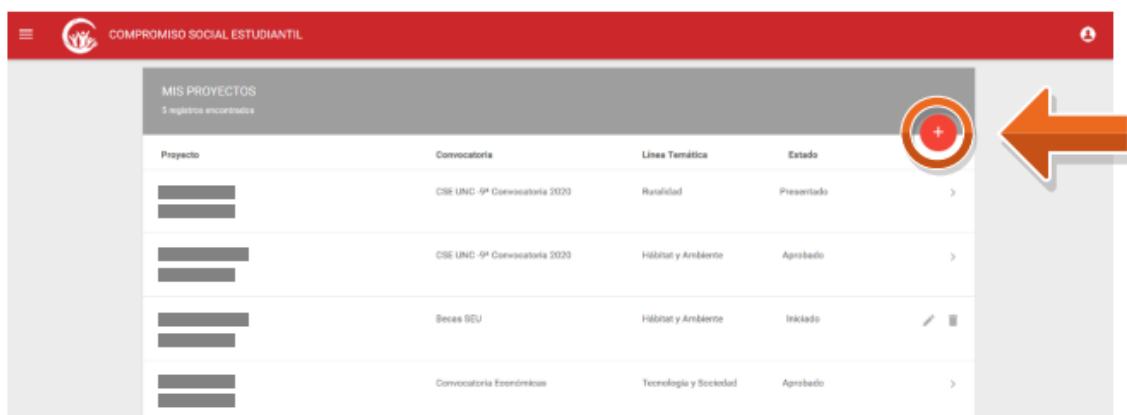 COMPROMISO SOCIAL ESTUDIANTIL
MIS PROYECTOS
5 registros encontrados
+
Proyecto Convocatoria Línea Temática Estado
CSE UNC -9ª Convocatoria 2020 Ruralidad Presentado
CSE UNC -9ª Convocatoria 2020 Hábitat y Ambiente Aprobado
Becas SEU Hábitat y Ambiente Iniciado
Convocatoria Económicas Tecnología y Sociedad Aprobado